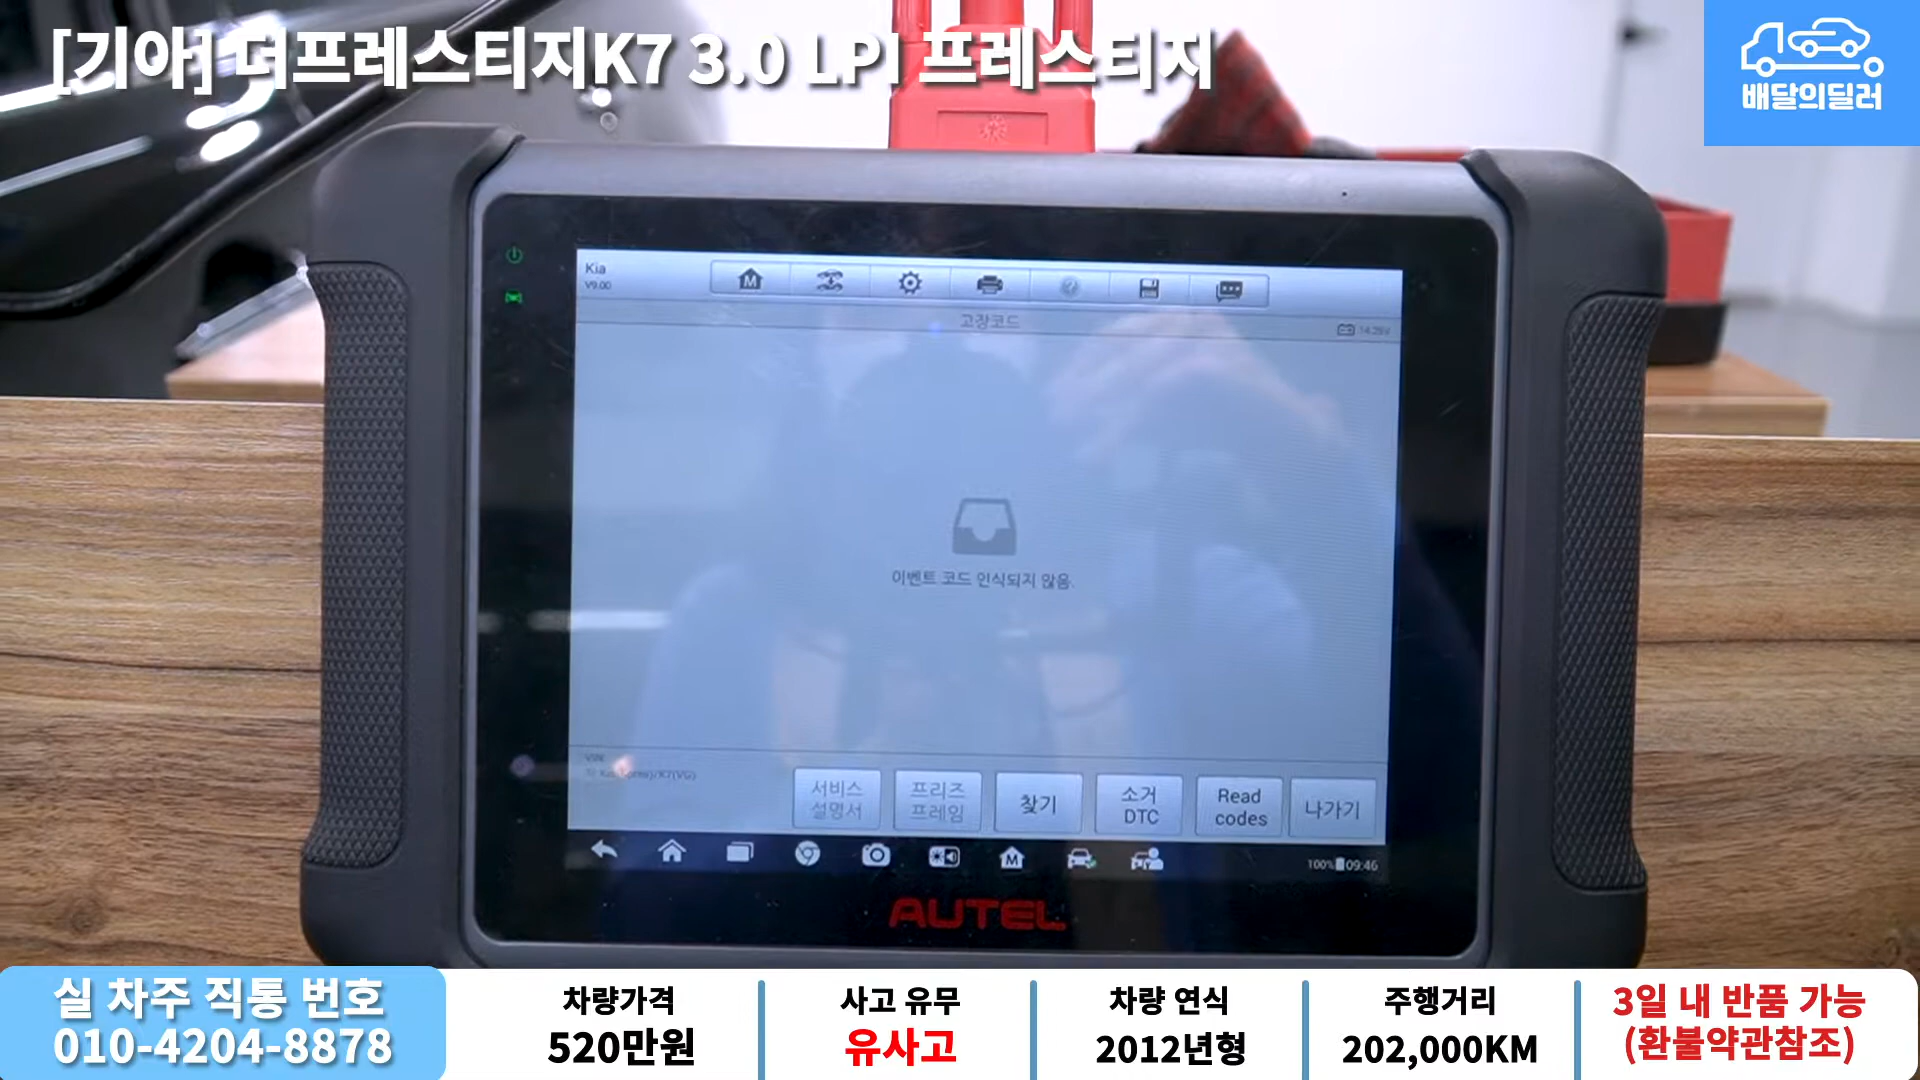 [기아] 더프레스티지K7 3.0 LPI 프레스티지
배달의딜러
Kia
V9.00
고장코드
이벤트 코드 인식되지 않음.
VIN
서비스 설명서
프리즈 프레임
찾기
소거 DTC
Read codes
나가기
100% 09:46
AUTEL
실 차주 직통 번호
010-4204-8878
차량가격
520만원
사고 유무
유사고
차량 연식
2012년형
주행거리
202,000KM
3일 내 반품 가능
(환불약관참조)